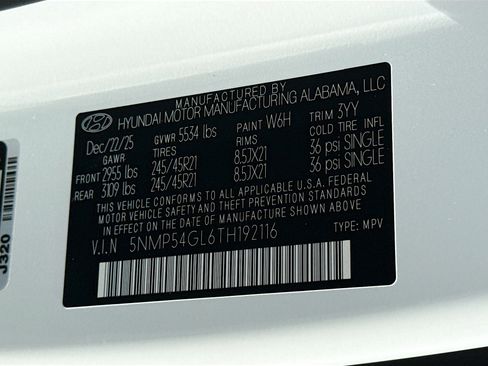 MANUFACTURED BY
HYUNDAI MOTOR MANUFACTURING ALABAMA, LLC
Dec/22/25 GVWR 5534 lbs PAINT W6H TRIM 3YY
GAWR TIRES RIMS COLD TIRE INFL
FRONT 2955 lbs 245/45R21 8.5JX21 36 psi SINGLE
REAR 3109 lbs 245/45R21 8.5JX21 36 psi SINGLE
THIS VEHICLE CONFORMS TO ALL APPLICABLE U.S.A. FEDERAL
MOTOR VEHICLE SAFETY, BUMPER, AND THEFT PREVENTION STANDARDS
IN EFFECT ON THE DATE OF MANUFACTURE SHOWN ABOVE.
V.I.N 5NMP54GL6TH192116 TYPE: MPV
J320